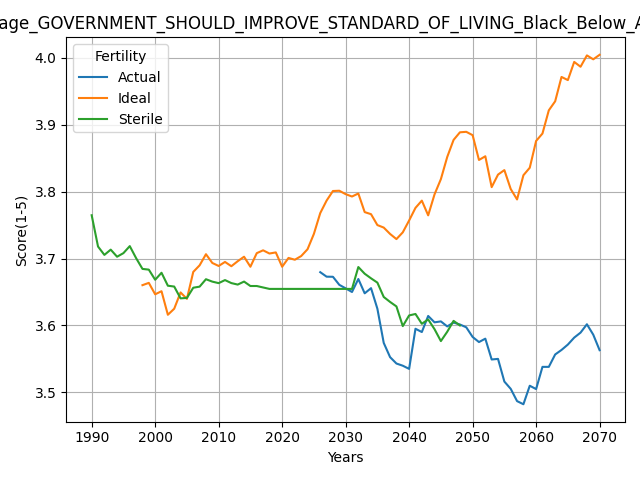 age_GOVERNMENT_SHOULD_IMPROVE_STANDARD_OF_LIVING_Black_Below_A
Fertility
Actual
Ideal
Sterile
Score(1-5)
4.0
3.9
3.8
3.7
3.6
3.5
1990 2000 2010 2020 2030 2040 2050 2060 2070
Years